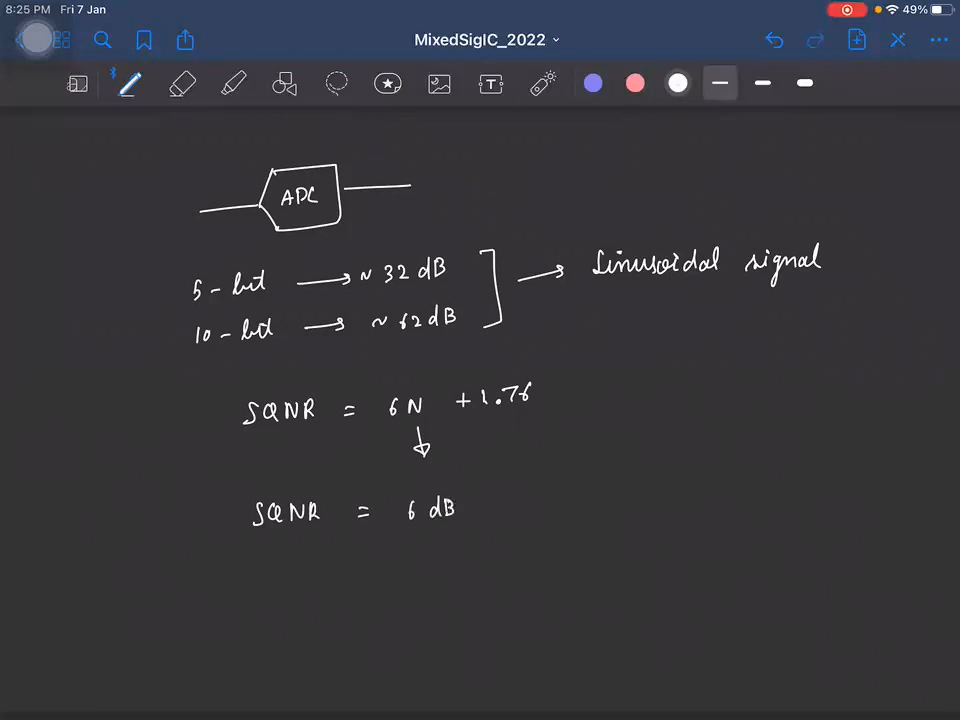 8:25 PM Fri 7 Jan 49%
MixedSigIC_2022
ADC
5-bit → ~ 32 dB
10-bit → ~ 62 dB
→ Sinusoidal signal
SQNR = 6N + 1.76
SQNR = 6 dB